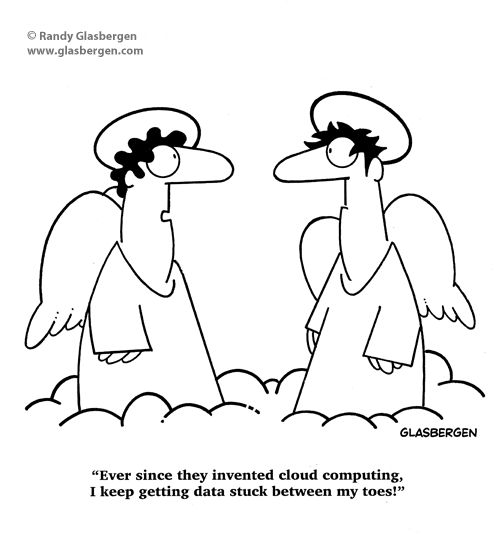 © Randy Glasbergen
www.glasbergen.com
GLASBERGEN
“Ever since they invented cloud computing,
I keep getting data stuck between my toes!”